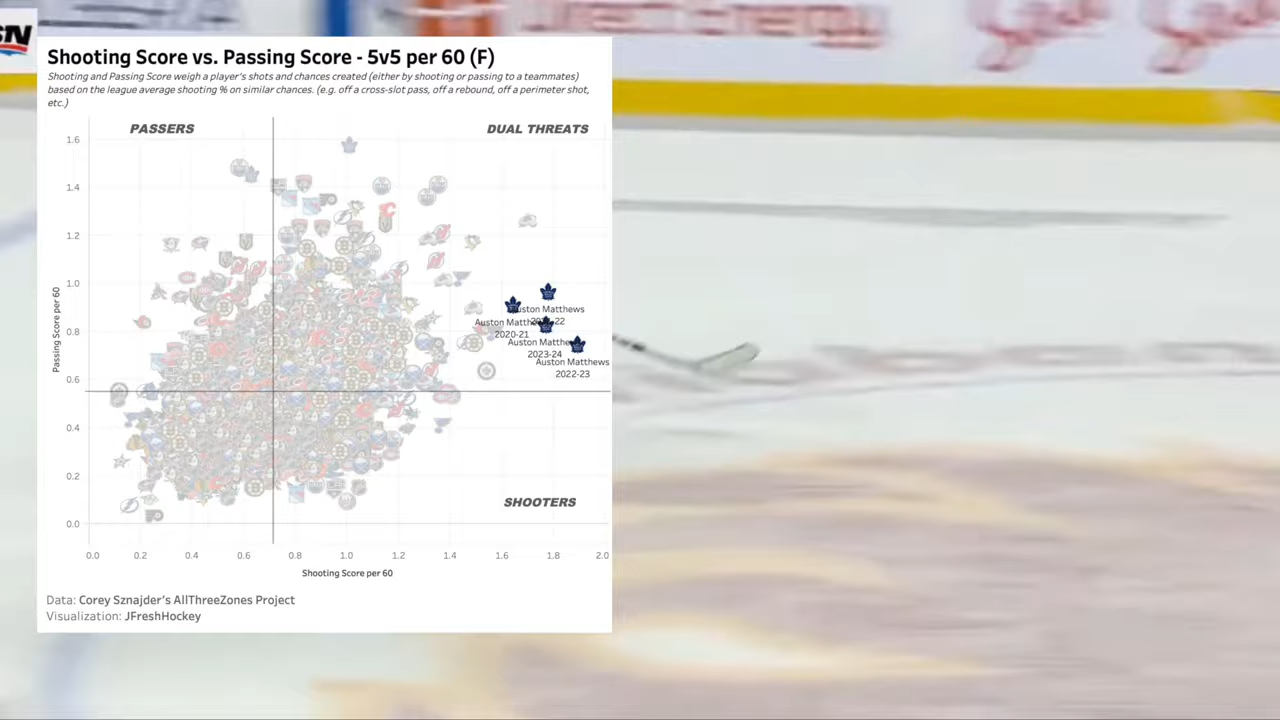 SN
Direct Energy
Shooting Score vs. Passing Score - 5v5 per 60 (F)
Shooting and Passing Score weigh a player's shots and chances created (either by shooting or passing to a teammates)
based on the league average shooting % on similar chances. (e.g. off a cross-slot pass, off a rebound, off a perimeter shot,
etc.)
PASSERS
DUAL THREATS
1.6
1.4
1.2
1.0
0.8
0.6
0.4
0.2
0.0
Passing Score per 60
Auston Matthews
Auston Matthews
2020-21
Auston Matthews
2023-24
Auston Matthews
2022-23
SHOOTERS
0.0 0.2 0.4 0.6 0.8 1.0 1.2 1.4 1.6 1.8 2.0
Shooting Score per 60
Data: Corey Sznajder's AllThreeZones Project
Visualization: JFreshHockey